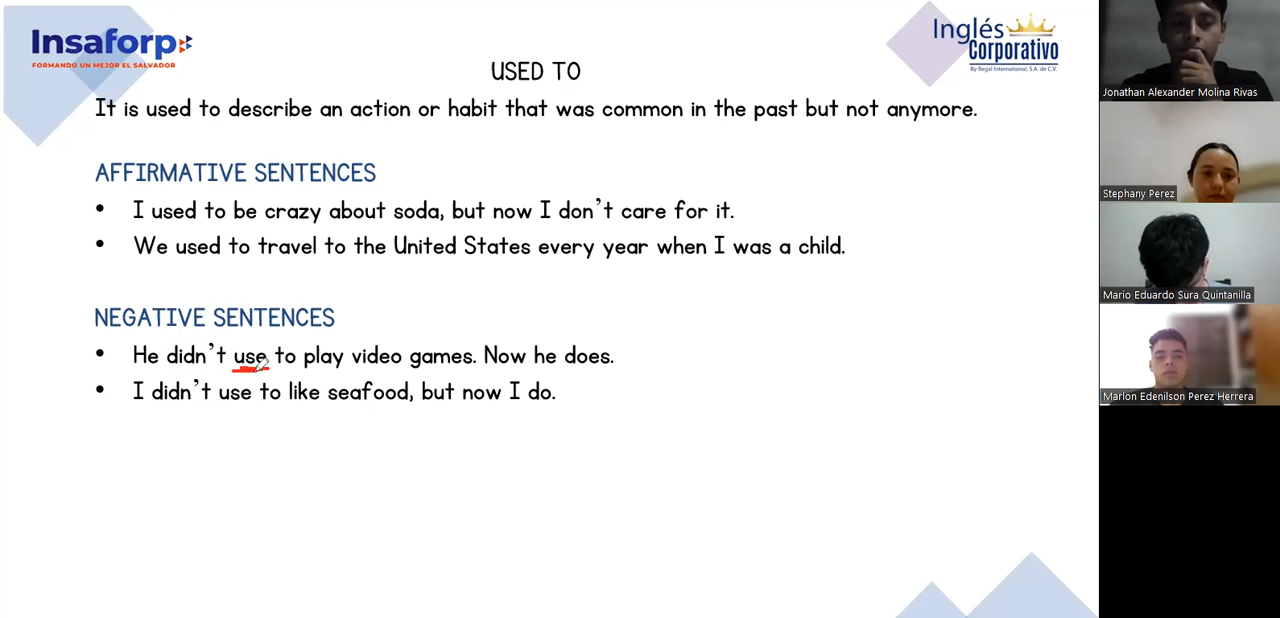 Insaforp
FORMANDO UN MEJOR EL SALVADOR
Inglés
Corporativo
By Regal International, S.A. de C.V.
USED TO
It is used to describe an action or habit that was common in the past but not anymore.
AFFIRMATIVE SENTENCES
• I used to be crazy about soda, but now I don't care for it.
• We used to travel to the United States every year when I was a child.
NEGATIVE SENTENCES
• He didn't use to play video games. Now he does.
• I didn't use to like seafood, but now I do.
Jonathan Alexander Molina Rivas
Stephany Perez
Mario Eduardo Sura Quintanilla
Marlon Edenilson Perez Herrera